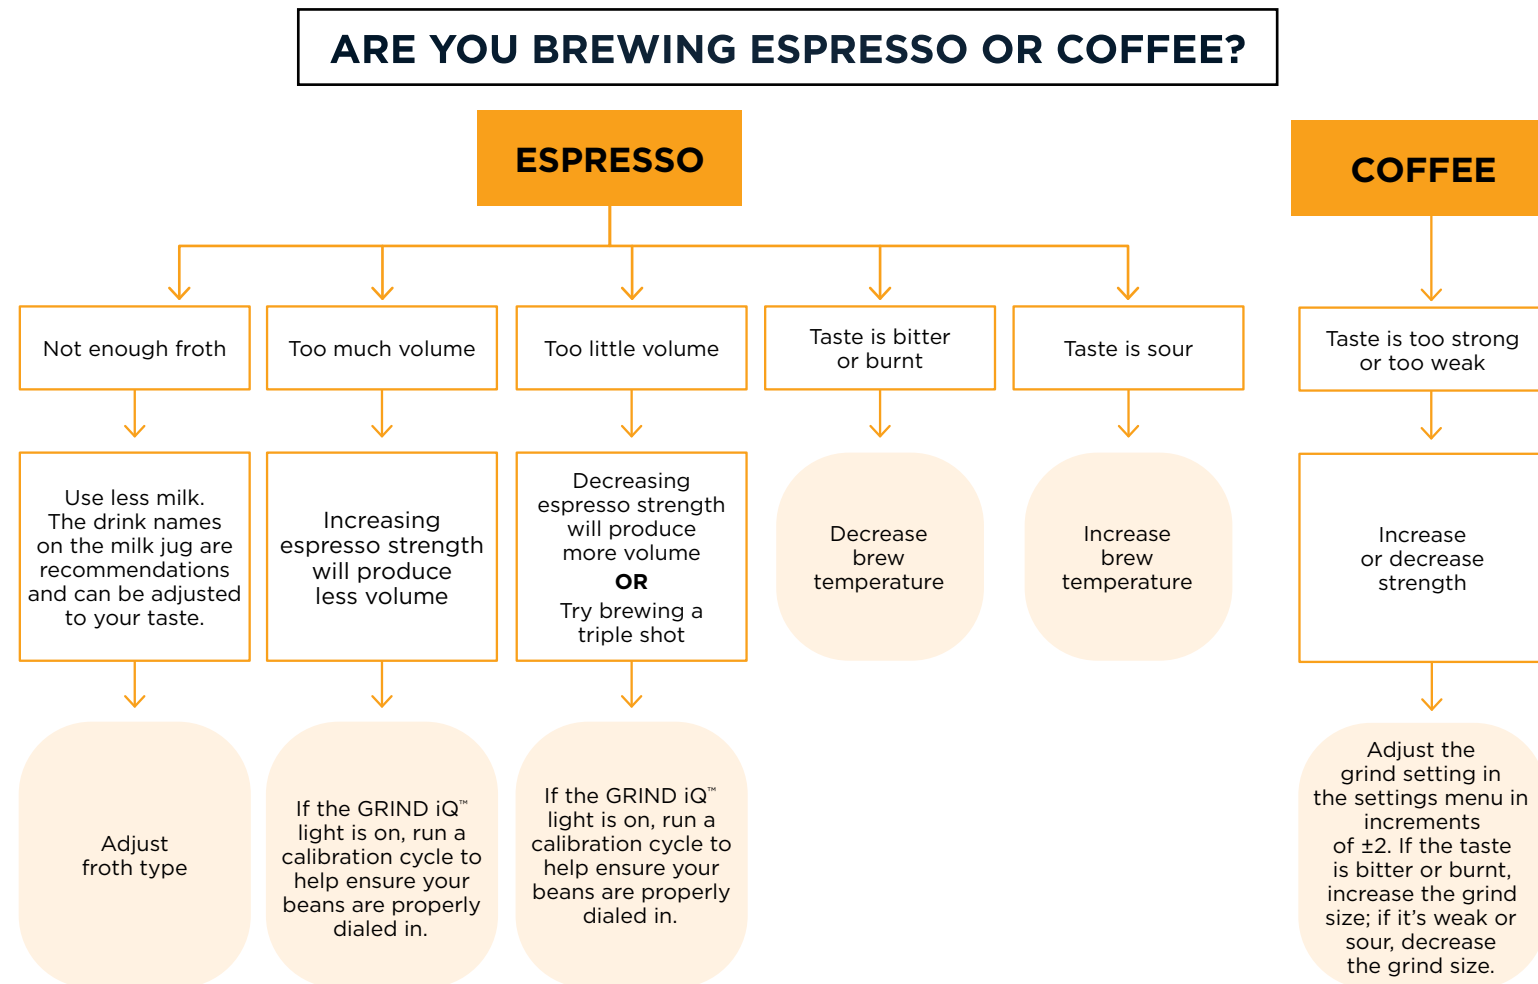 ARE YOU BREWING ESPRESSO OR COFFEE?
ESPRESSO
COFFEE
Not enough froth
Too much volume
Too little volume
Taste is bitter
or burnt
Taste is sour
Taste is too strong
or too weak
Use less milk.
The drink names
on the milk jug are
recommendations
and can be adjusted
to your taste.
Increasing
espresso strength
will produce
less volume
Decreasing
espresso strength
will produce
more volume
OR
Try brewing a
triple shot
Decrease
brew
temperature
Increase
brew
temperature
Increase
or decrease
strength
Adjust
froth type
If the GRIND iQ™
light is on, run a
calibration cycle to
help ensure your
beans are properly
dialed in.
If the GRIND iQ™
light is on, run a
calibration cycle to
help ensure your
beans are properly
dialed in.
Adjust the
grind setting in
the settings menu in
increments
of ±2. If the taste
is bitter or burnt,
increase the grind
size; if it’s weak or
sour, decrease
the grind size.